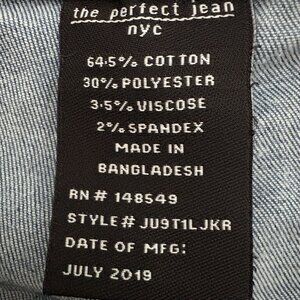 the perfect jean
nyc
64.5% COTTON
30% POLYESTER
3.5% VISCOSE
2% SPANDEX
MADE IN
BANGLADESH
RN# 148549
STYLE# JU9T1LJKR
DATE OF MFG:
JULY 2019